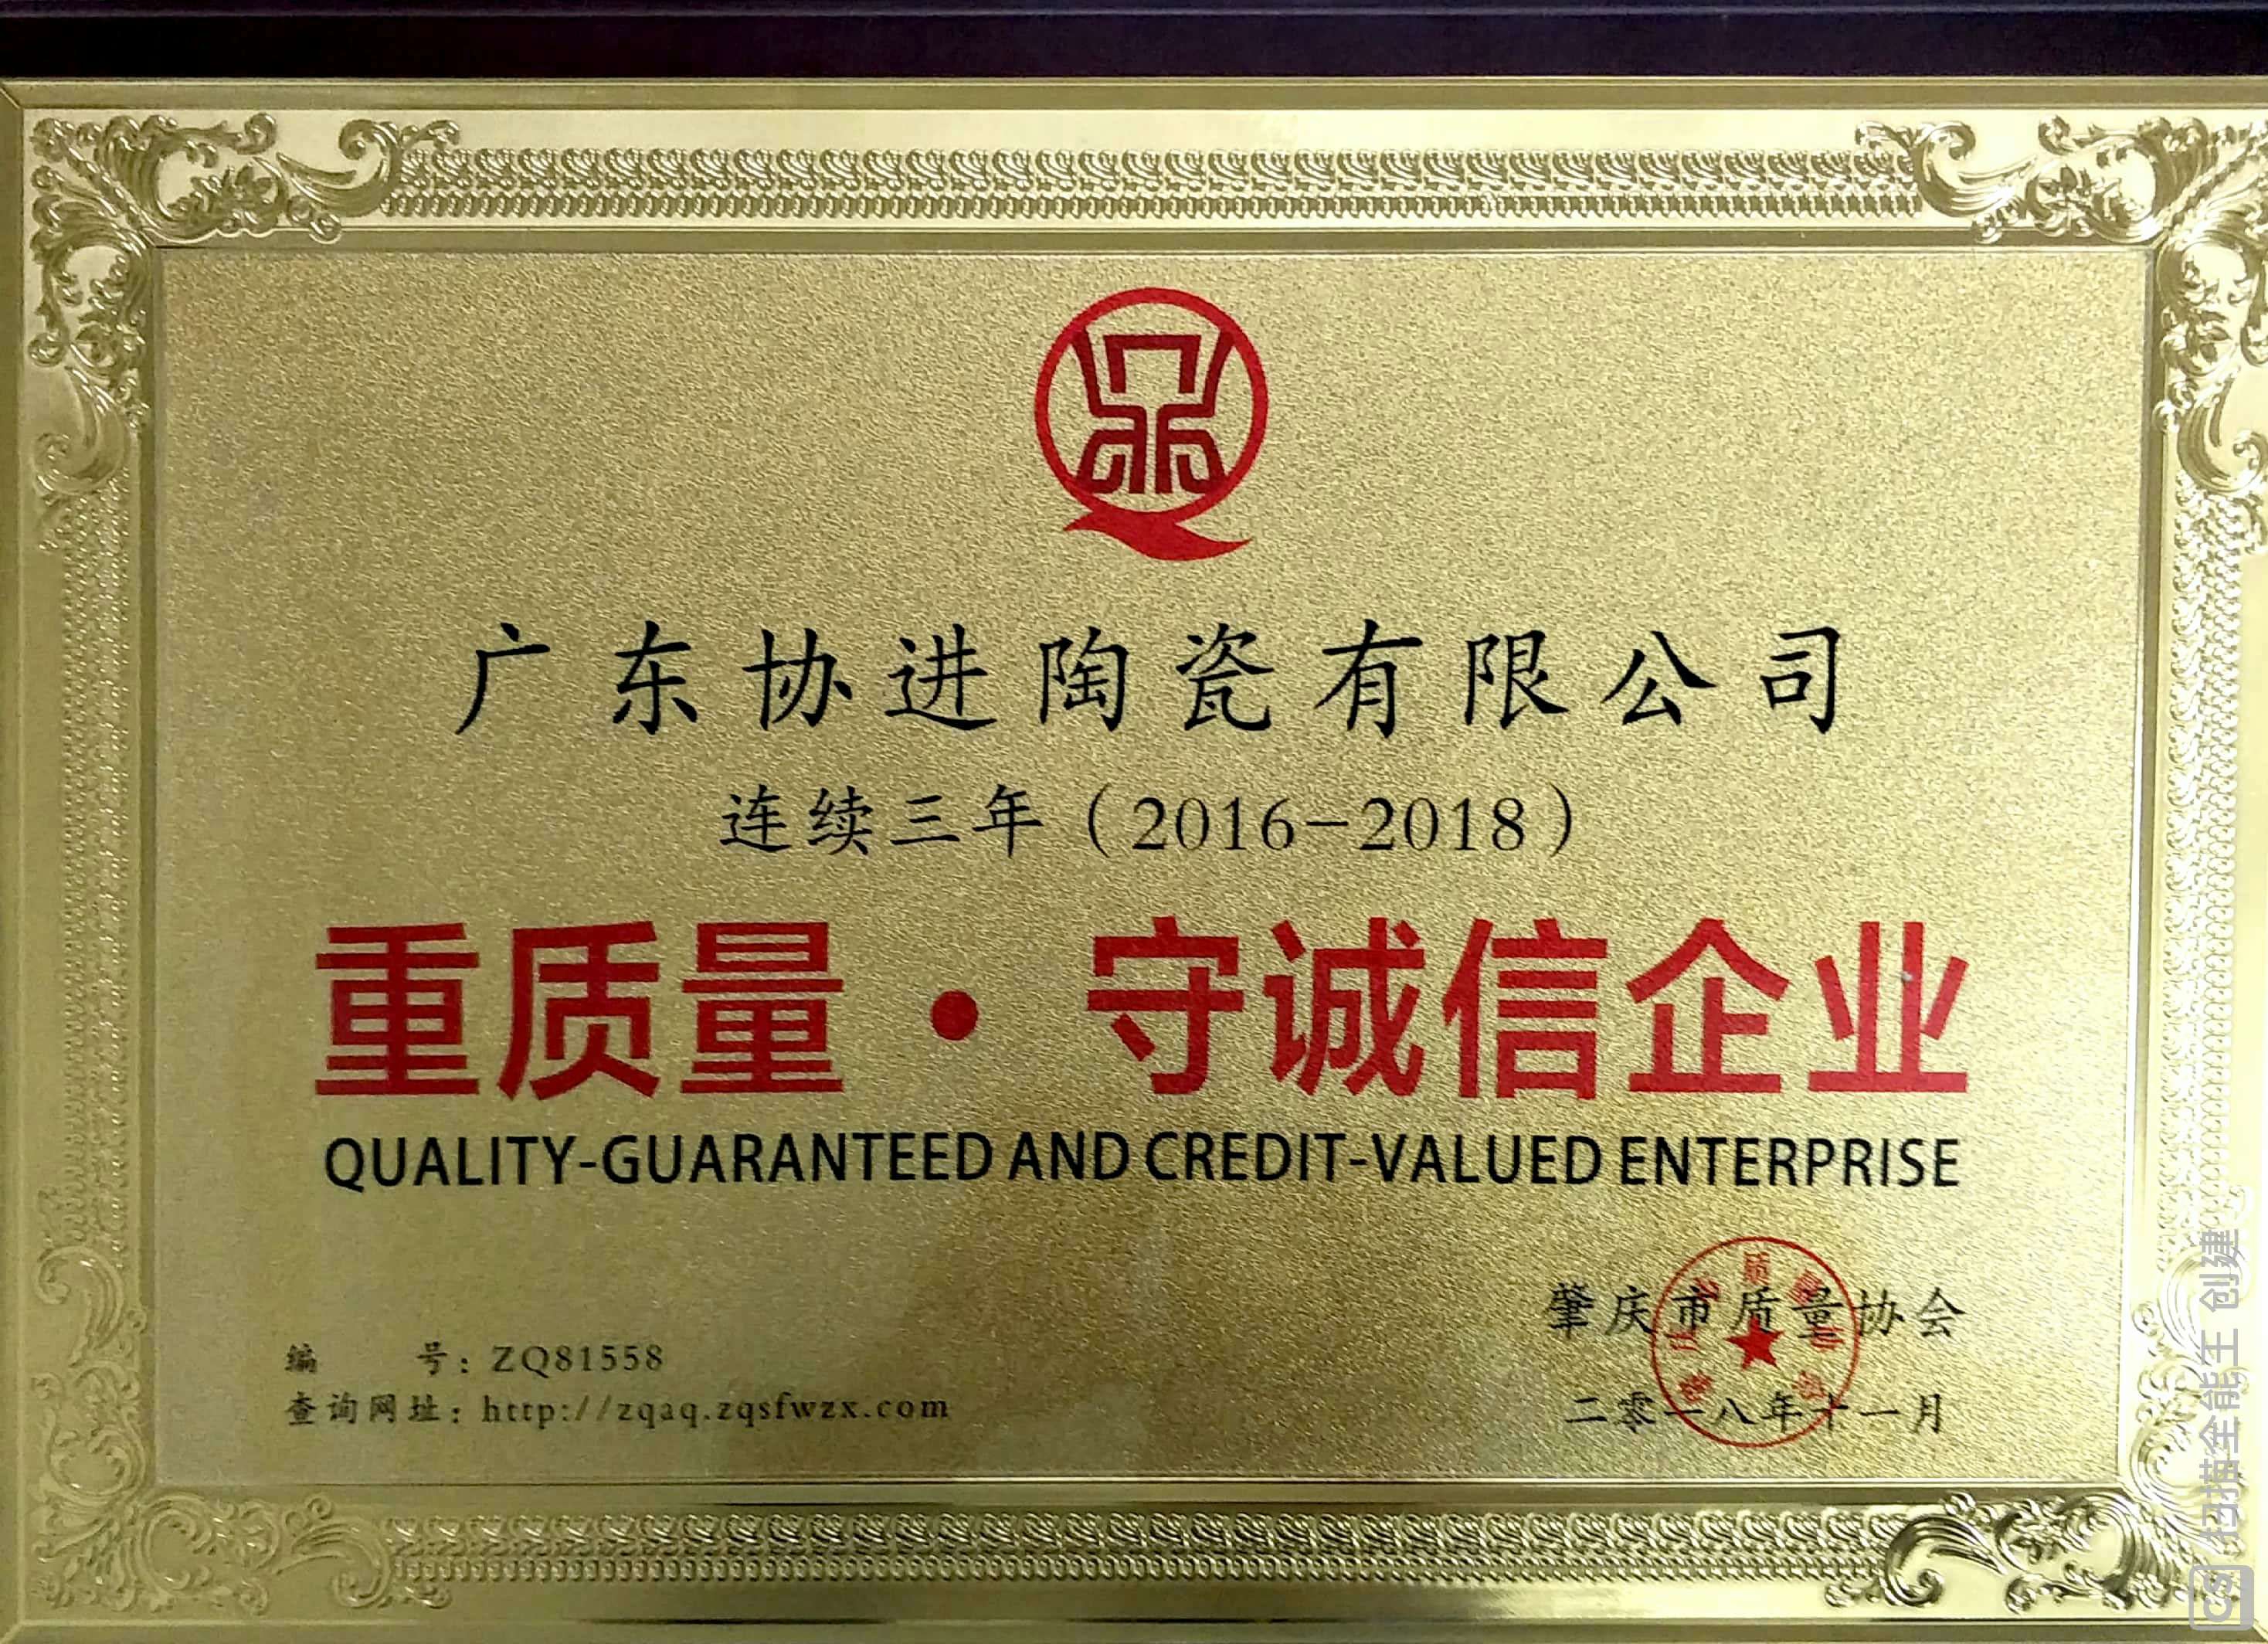 广东协进陶瓷有限公司
连续三年（2016-2018）
重质量·守诚信企业
QUALITY-GUARANTEED AND CREDIT-VALUED ENTERPRISE
肇庆市质量协会
二零一八年十一月
编 号：ZQ81558
查询网址：http://zqaq.zqsfwzx.com
CS 扫描全能王 创建